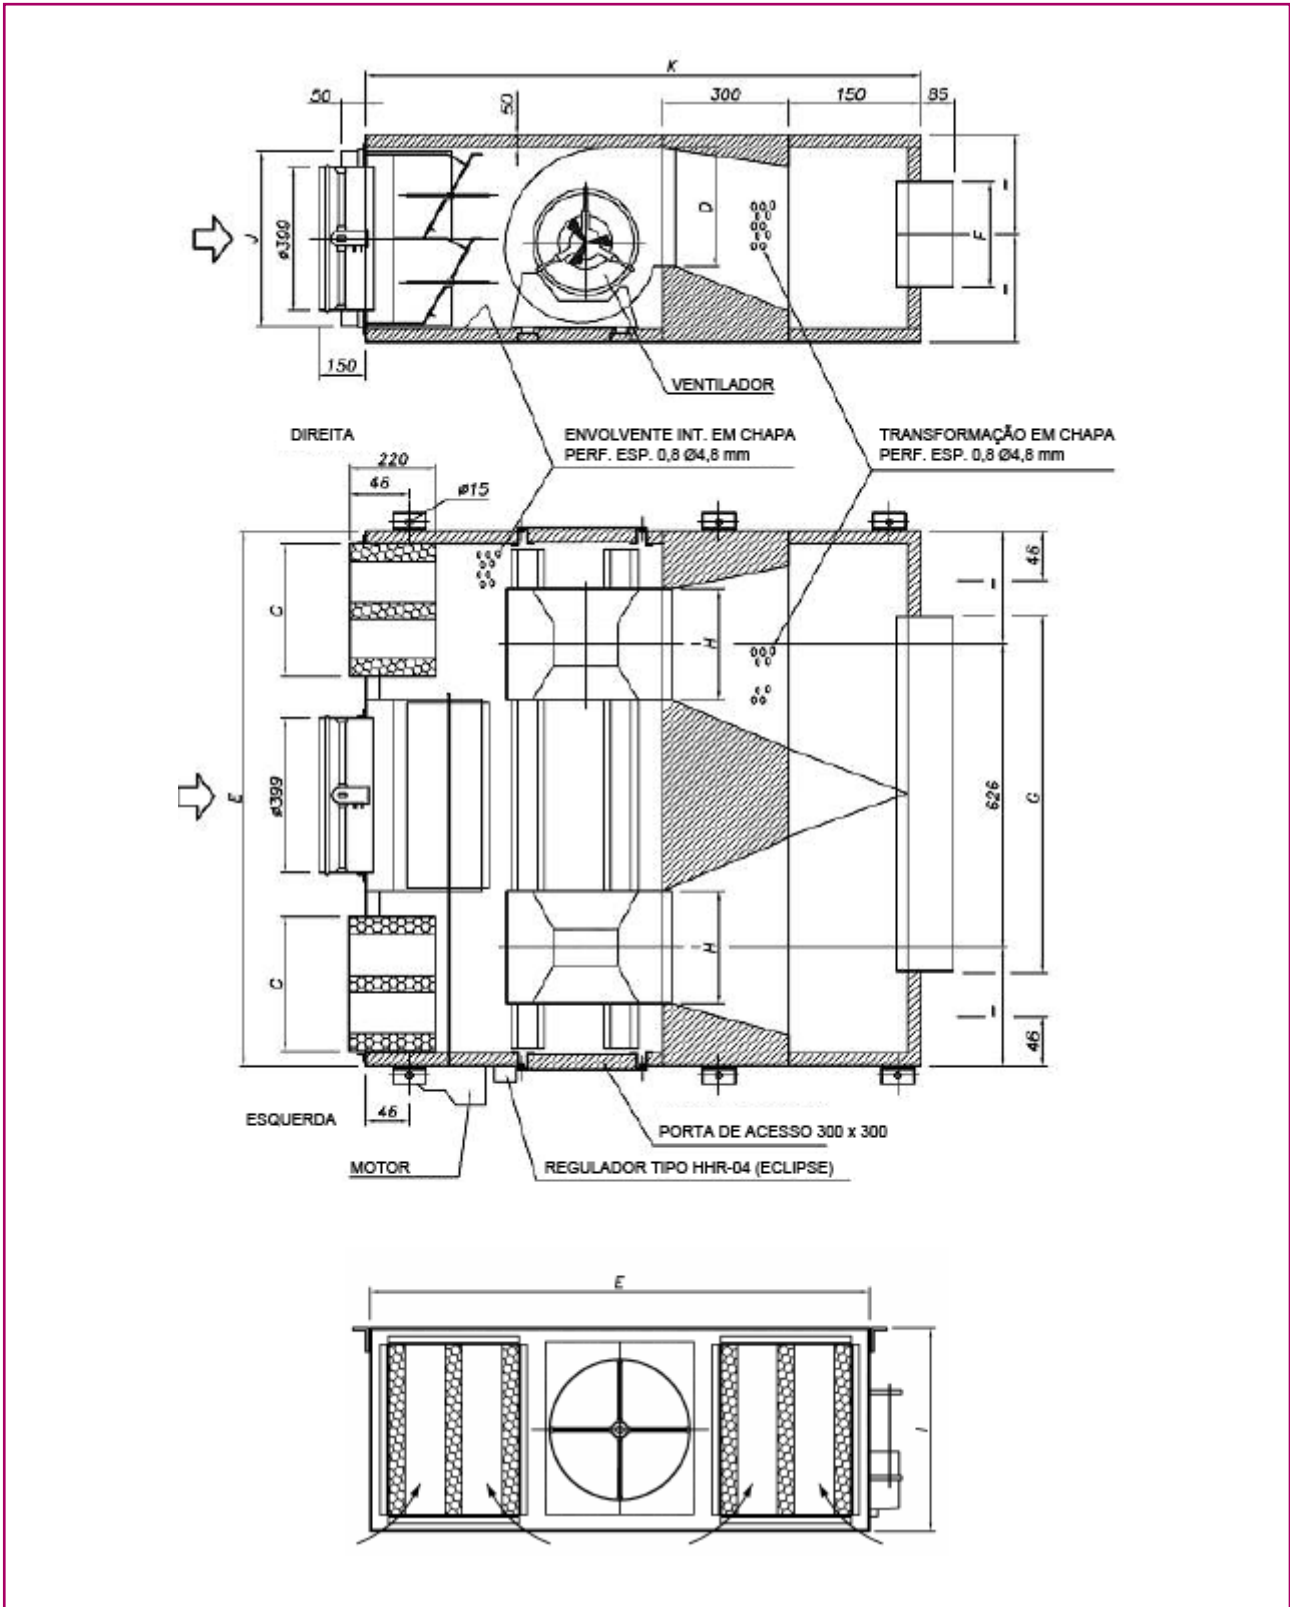 K
50
50
300
150
85
J
ø399
D
F
150
VENTILADOR
DIREITA
ENVOLVENTE INT. EM CHAPA
PERF. ESP. 0,8 Ø4,8 mm
TRANSFORMAÇÃO EM CHAPA
PERF. ESP. 0,8 Ø4,8 mm
220
46
ø15
46
C
H
E
ø399
626
G
C
H
46
46
ESQUERDA
PORTA DE ACESSO 300 x 300
MOTOR
REGULADOR TIPO HHR-04 (ECLIPSE)
E
I